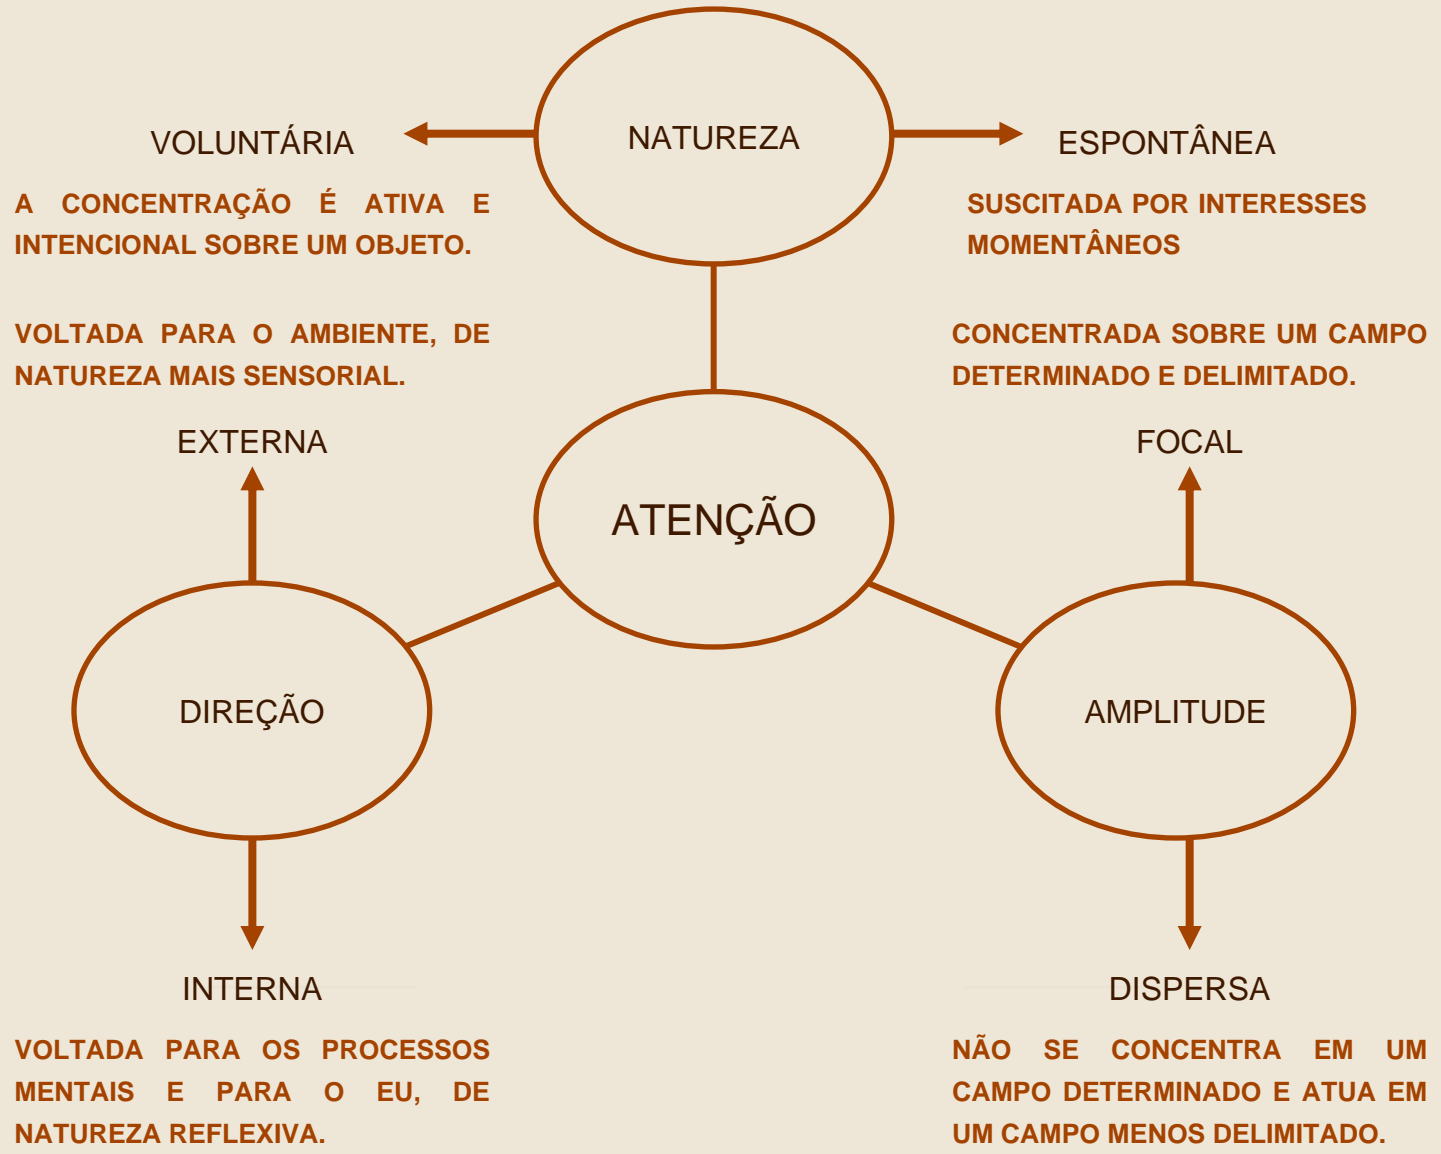 NATUREZA
VOLUNTÁRIA
A CONCENTRAÇÃO É ATIVA E
INTENCIONAL SOBRE UM OBJETO.
ESPONTÂNEA
SUSCITADA POR INTERESSES
MOMENTÂNEOS
VOLTADA PARA O AMBIENTE, DE
NATUREZA MAIS SENSORIAL.
EXTERNA
CONCENTRADA SOBRE UM CAMPO
DETERMINADO E DELIMITADO.
FOCAL
ATENÇÃO
DIREÇÃO
AMPLITUDE
INTERNA
VOLTADA PARA OS PROCESSOS
MENTAIS E PARA O EU, DE
NATUREZA REFLEXIVA.
DISPERSA
NÃO SE CONCENTRA EM UM
CAMPO DETERMINADO E ATUA EM
UM CAMPO MENOS DELIMITADO.